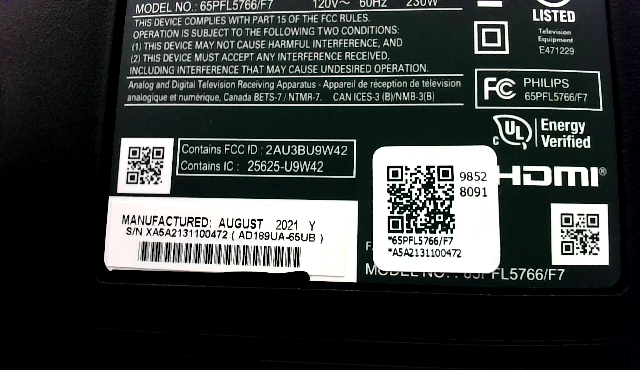 MODEL NO.: 65PFL5766/F7 120V~ 60Hz 230W
THIS DEVICE COMPLIES WITH PART 15 OF THE FCC RULES.
OPERATION IS SUBJECT TO THE FOLLOWING TWO CONDITIONS:
(1) THIS DEVICE MAY NOT CAUSE HARMFUL INTERFERENCE, AND
(2) THIS DEVICE MUST ACCEPT ANY INTERFERENCE RECEIVED,
INCLUDING INTERFERENCE THAT MAY CAUSE UNDESIRED OPERATION.
Analog and Digital Television Receiving Apparatus - Appareil de réception de télévision
analogique et numérique, Canada BETS-7 / NTMR-7. CAN ICES-3 (B)/NMB-3(B)
LISTED
Television
Equipment
E471229
FC PHILIPS
65PFL5766/F7
C UL Energy
Verified
Contains FCC ID : 2AU3BU9W42
Contains IC : 25625-U9W42
HDMI®
9852
8091
*65PFL5766/F7
*A5A2131100472
MANUFACTURED: AUGUST 2021 Y
S/N XA5A2131100472 ( AD169UA-65UB )
MODEL NO. : 65PFL5766/F7